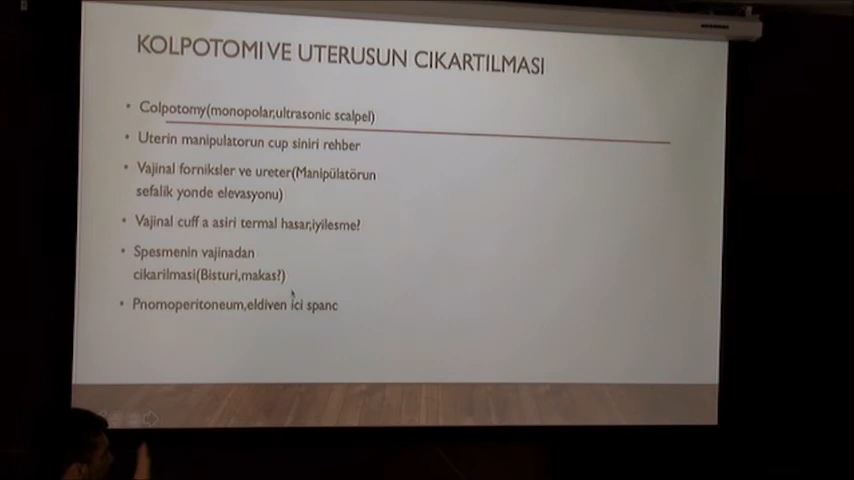 KOLPOTOMI VE UTERUSUN CIKARTILMASI
• Colpotomy(monopolar,ultrasonic scalpel)
• Uterin manipulatorun cup siniri rehber
• Vajinal forniksler ve ureter(Manipülatörun
sefalik yonde elevasyonu)
• Vajinal cuff a asiri termal hasar,iyilesme?
• Spesmenin vajinadan
cikarilmasi(Bisturi,makas?)
• Pnomoperitoneum,eldiven ici spanc